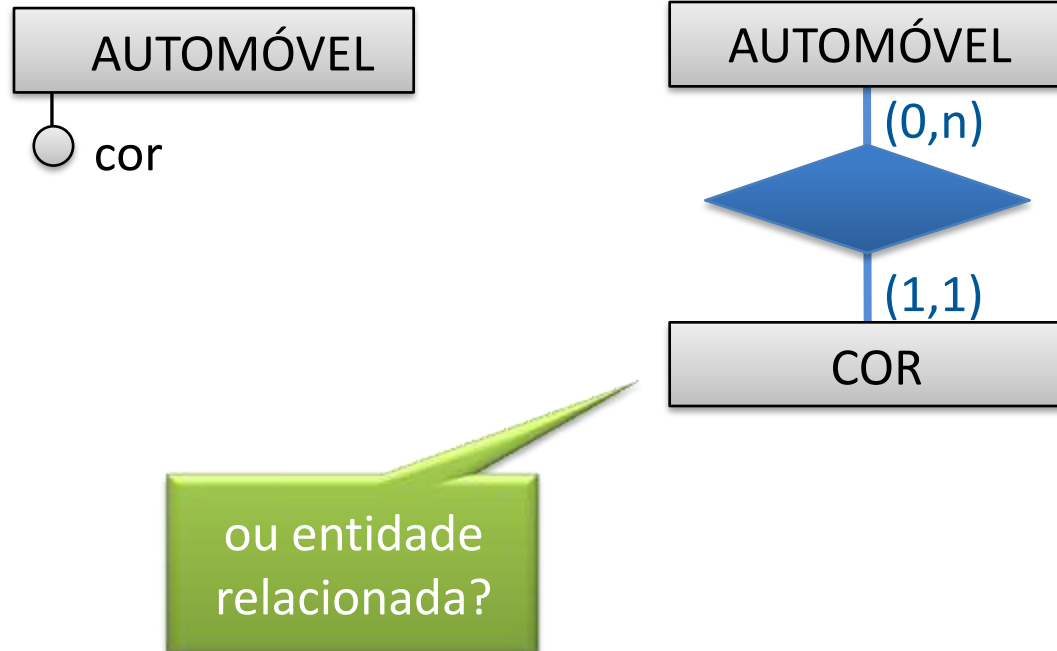 AUTOMÓVEL
cor
AUTOMÓVEL
(0,n)
(1,1)
COR
ou entidade
relacionada?